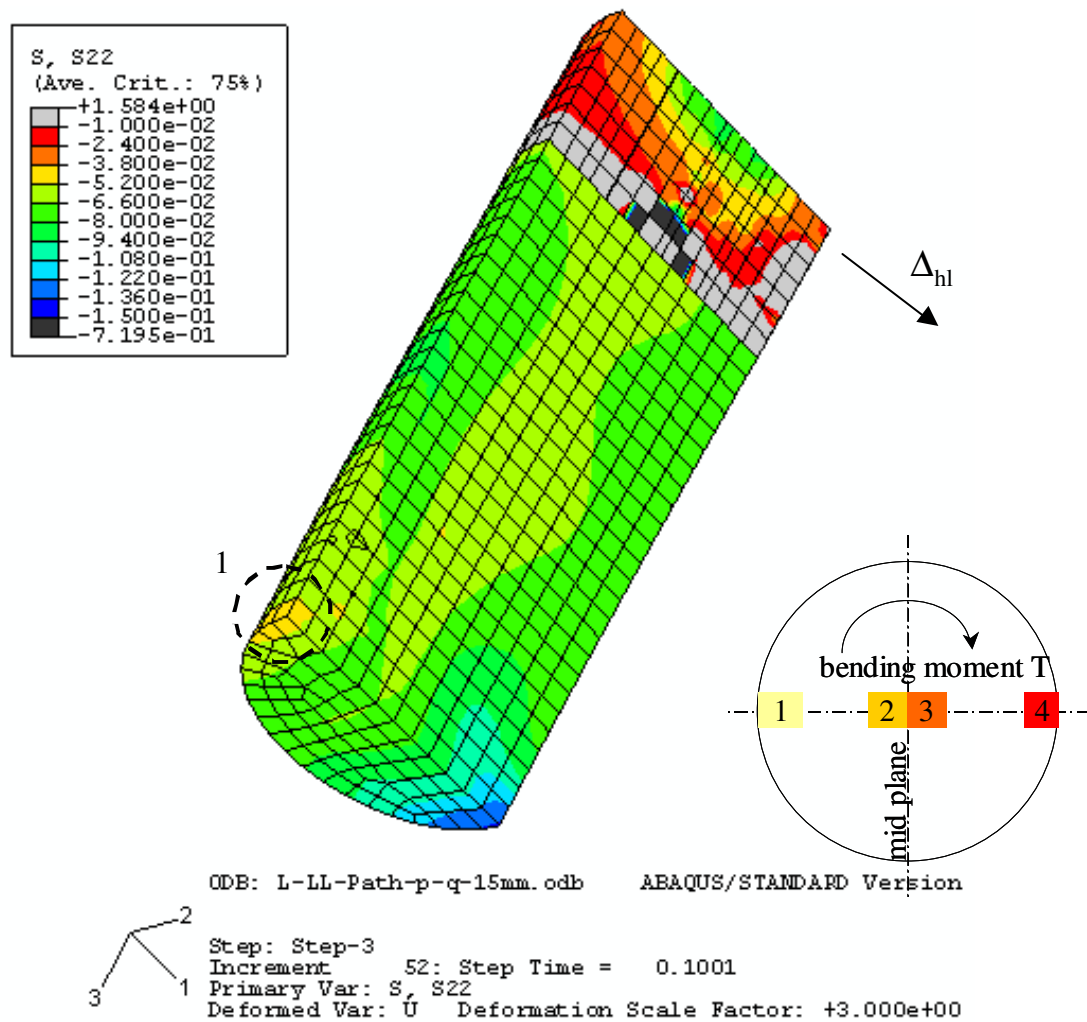 S, S22
(Ave. Crit.: 75%)
+1.584e+00
-1.000e-02
-2.400e-02
-3.800e-02
-5.200e-02
-8.000e-02
-9.400e-02
-1.080e-01
-1.220e-01
-1.360e-01
-1.500e-01
-7.195e-01
Δhl
1
bending moment T
1 2 3 4
mid plane
ODB: L-LL-Path-p-q-15mm.odb ABAQUS/STANDARD Version
2
1
3
Step: Step-3
Increment 52: Step Time = 0.1001
Primary Var: S, S22
Deformed Var: U Deformation Scale Factor: +3.000e+00